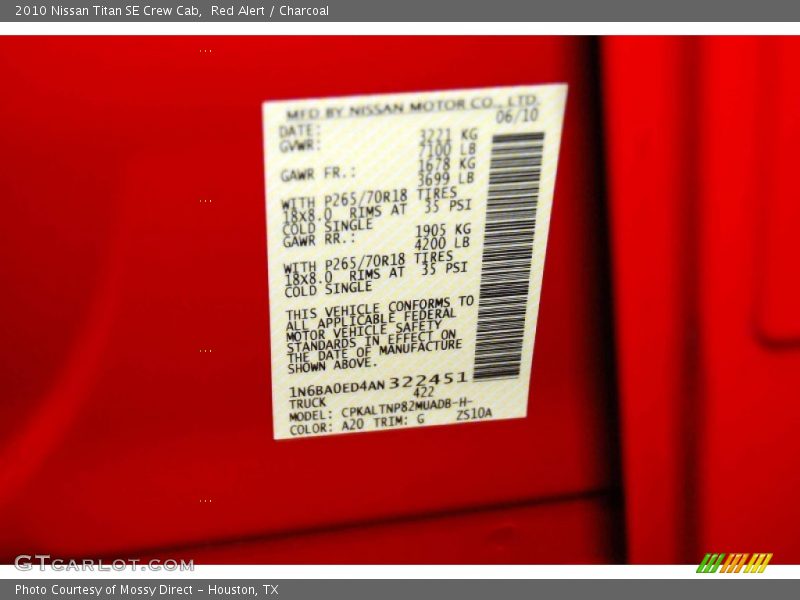 2010 Nissan Titan SE Crew Cab, Red Alert / Charcoal
MFD BY NISSAN MOTOR CO., LTD.
DATE: 06/10
GVWR: 3221 KG
7100 LB
GAWR FR.: 1678 KG
3699 LB
WITH P265/70R18 TIRES
18X8.0 RIMS AT 35 PSI
COLD SINGLE
GAWR RR.: 1905 KG
4200 LB
WITH P265/70R18 TIRES
18X8.0 RIMS AT 35 PSI
COLD SINGLE
THIS VEHICLE CONFORMS TO
ALL APPLICABLE FEDERAL
MOTOR VEHICLE SAFETY
STANDARDS IN EFFECT ON
THE DATE OF MANUFACTURE
SHOWN ABOVE.
1N6BA0ED4AN322451
TRUCK 422
MODEL: CPKALTNP82MUADB-H-
COLOR: A20 TRIM: G ZS10A
GTCARLOT.COM
Photo Courtesy of Mossy Direct - Houston, TX